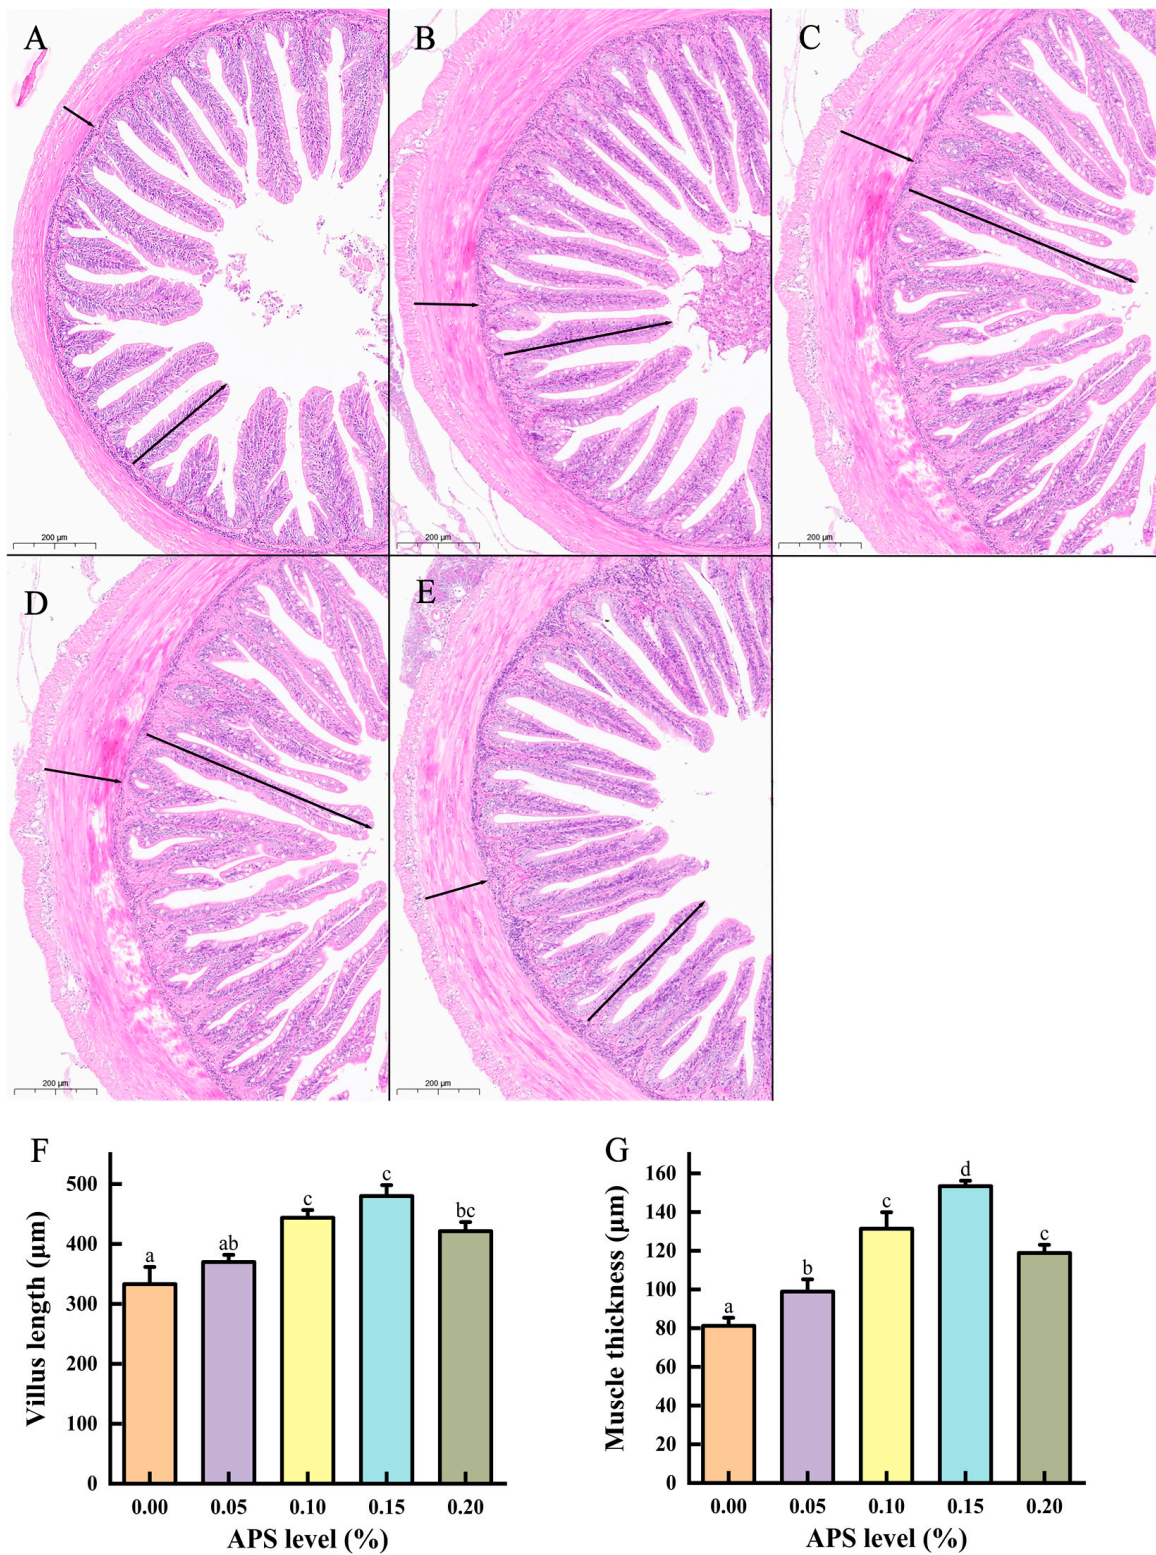 A
B
C
200 µm
200 µm
200 µm
D
E
200 µm
200 µm
F
G
Villus length (µm)
500
400
300
200
100
0
a
ab
c
c
bc
0.00 0.05 0.10 0.15 0.20
APS level (%)
Muscle thickness (µm)
160
140
120
100
80
60
40
20
0
a
b
c
d
c
0.00 0.05 0.10 0.15 0.20
APS level (%)